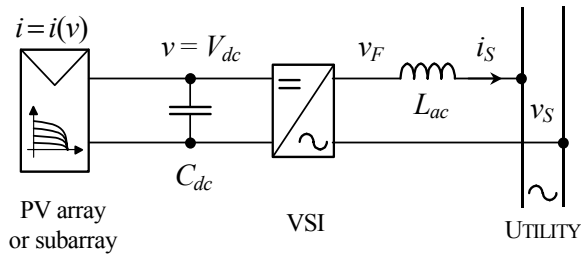 i = i(v)
v = V_dc
v_F
i_S
L_ac
v_S
C_dc
PV array
or subarray
VSI
UTILITY